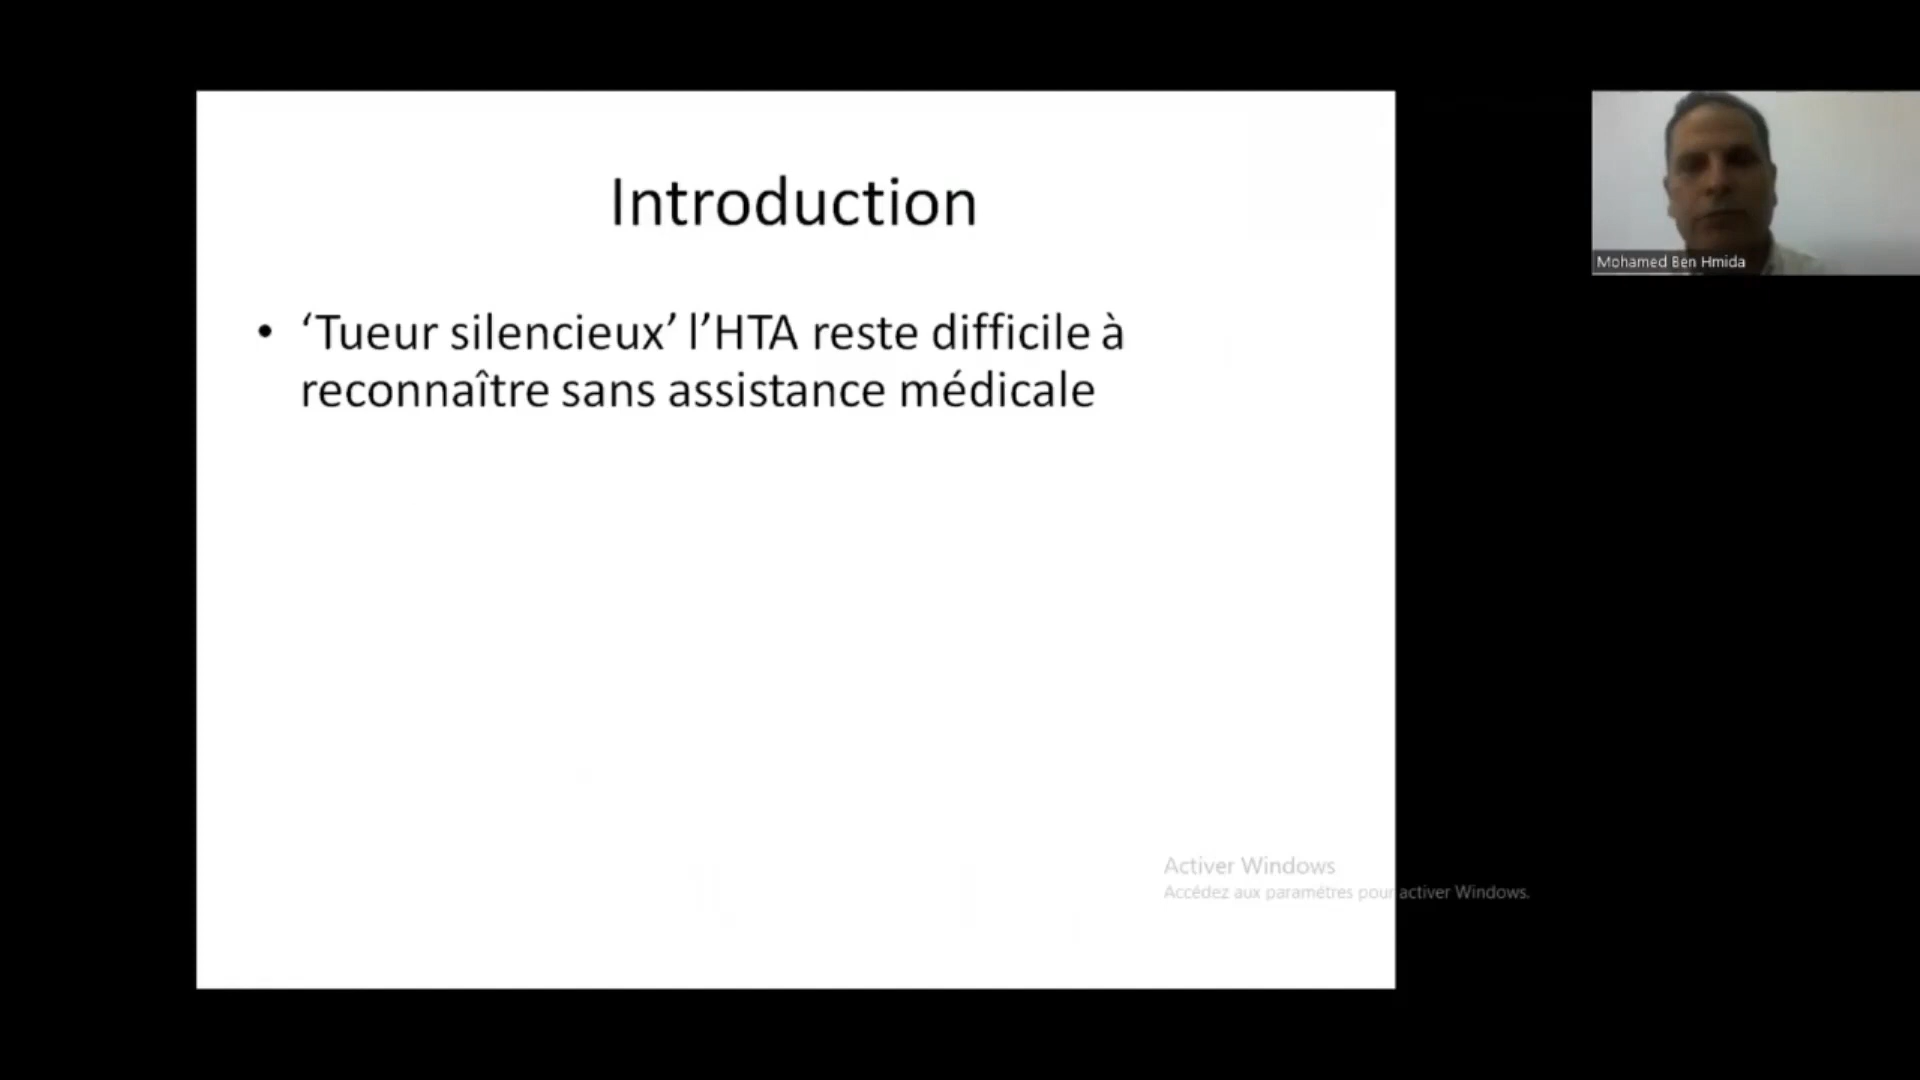 Introduction
• ‘Tueur silencieux’ l’HTA reste difficile à
reconnaître sans assistance médicale
Mohamed Ben Hmida
Activer Windows
Accédez aux paramètres pour activer Windows.